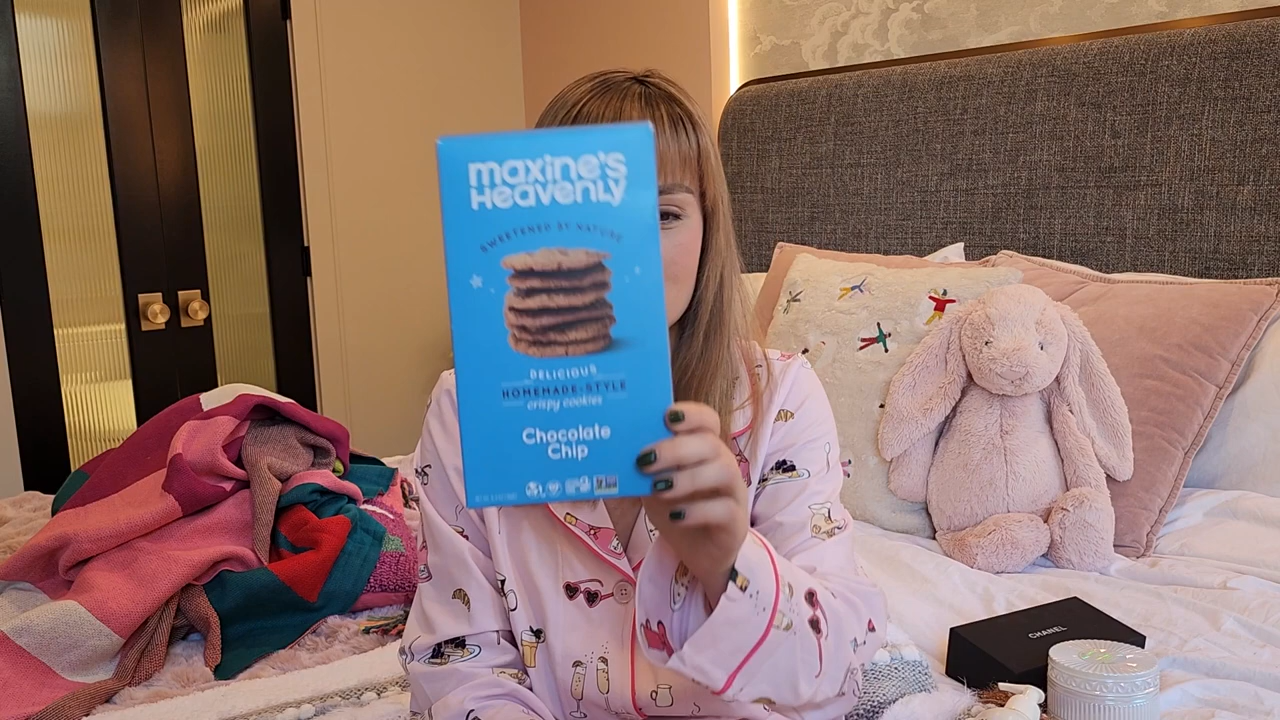 maxine's
Heavenly
SWEETENED BY NATURE
DELICIOUS
HOMEMADE-STYLE
crispy cookies
Chocolate
Chip
CHANEL